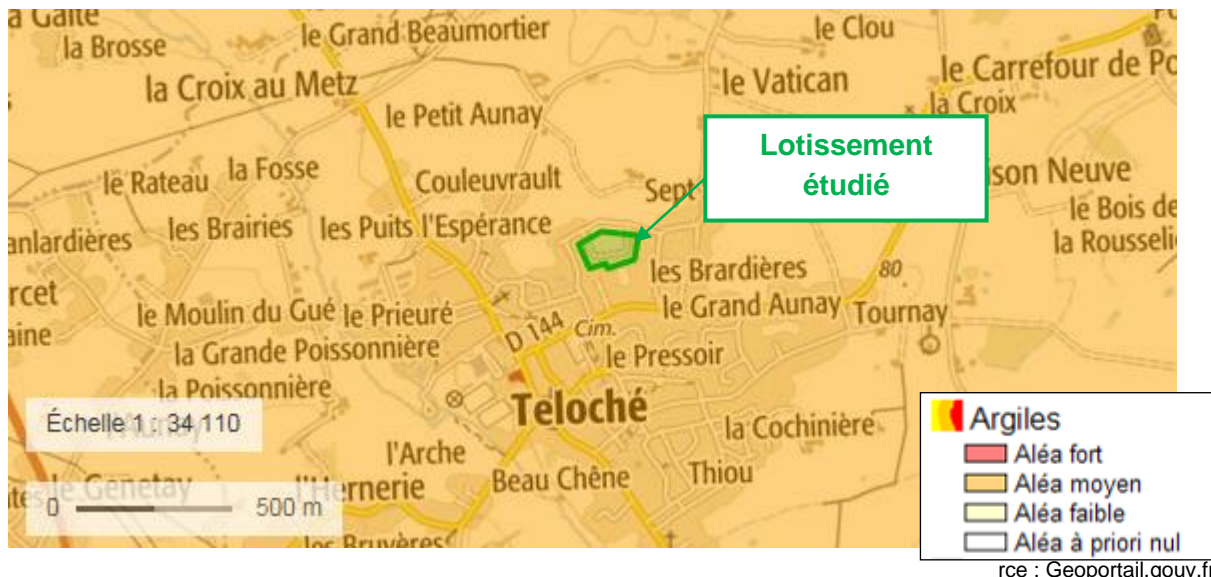 a Gaîte
la Brosse
le Grand Beaumortier
le Clou
la Croix au Metz
le Vatican
le Carrefour de Po
la Croix
le Petit Aunay
Lotissement
étudié
le Rateau
la Fosse
Couleuvrault
Sept
ison Neuve
anlardières
les Brairies
les Puits
l'Espérance
le Bois de
la Rousseli
les Brardières
80
rcet
aine
le Moulin du Gué
le Prieuré
le Grand Aunay
Tournay
D 144
Cim.
la Grande Poissonnière
le Pressoir
la Poissonnière
Teloché
Échelle 1 : 34 110
l'Aunay
la Cochinière
l'Arche
Beau Chêne
Thiou
le Genetay
l'Hernerie
0
500 m
les Bruyères
Argiles
Aléa fort
Aléa moyen
Aléa faible
Aléa à priori nul
rce : Geoportail.gouv.fr